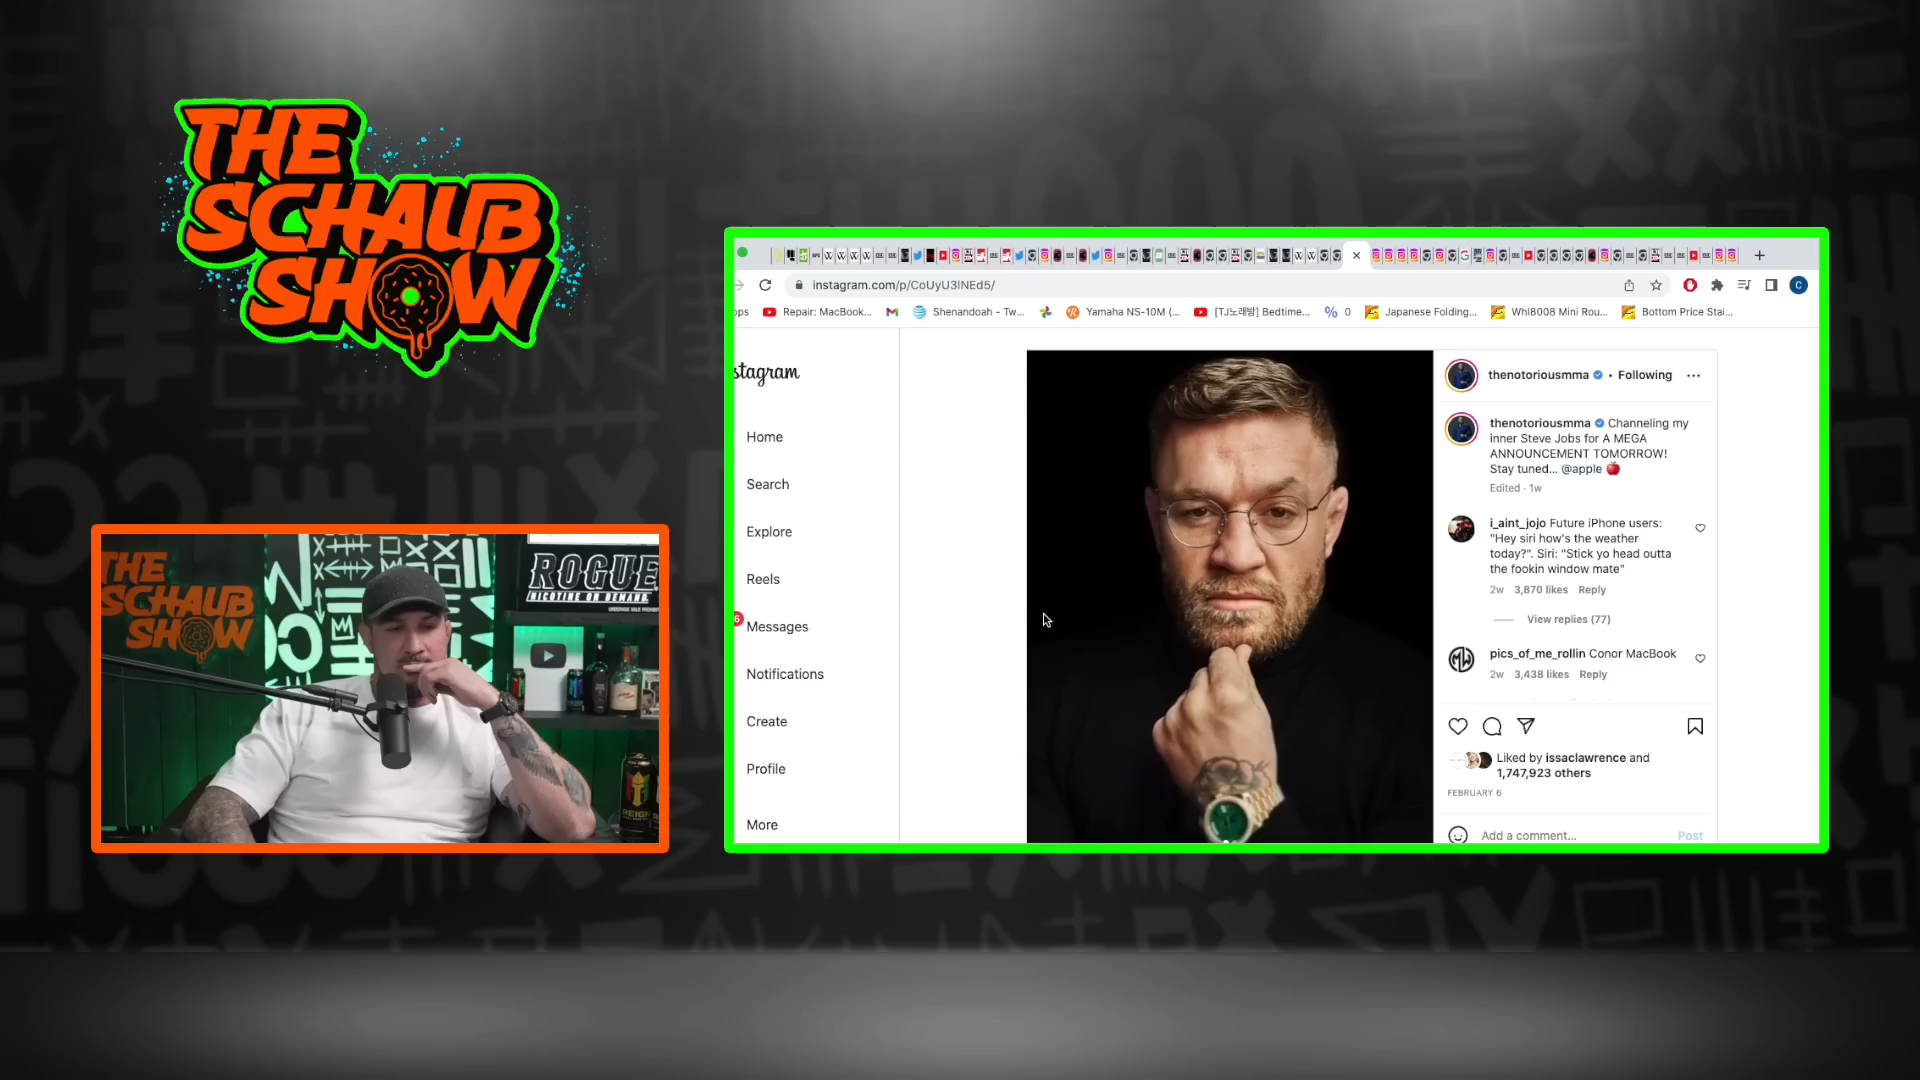 THE
SCHAUB
SHOW
THE
SCHAUB
SHOW
ROGUE
NICOTINE ON DEMAND.
REIGN
instagram.com/p/CoUyU3lNEd5/
C
ops
Repair: MacBook...
Shenandoah - Tw...
Yamaha NS-10M (...
[TJ노래방] Bedtime...
0
Japanese Folding...
Whl8008 Mini Rou...
Bottom Price Stai...
stagram
Home
Search
Explore
Reels
6
Messages
Notifications
Create
Profile
More
thenotoriousmma • Following
thenotoriousmma Channeling my
inner Steve Jobs for A MEGA
ANNOUNCEMENT TOMORROW!
Stay tuned... @apple
Edited · 1w
i_aint_jojo Future iPhone users:
"Hey siri how's the weather
today?". Siri: "Stick yo head outta
the fookin window mate"
2w 3,870 likes Reply
View replies (77)
pics_of_me_rollin Conor MacBook
2w 3,438 likes Reply
Liked by issaclawrence and
1,747,923 others
FEBRUARY 6
Add a comment...
Post